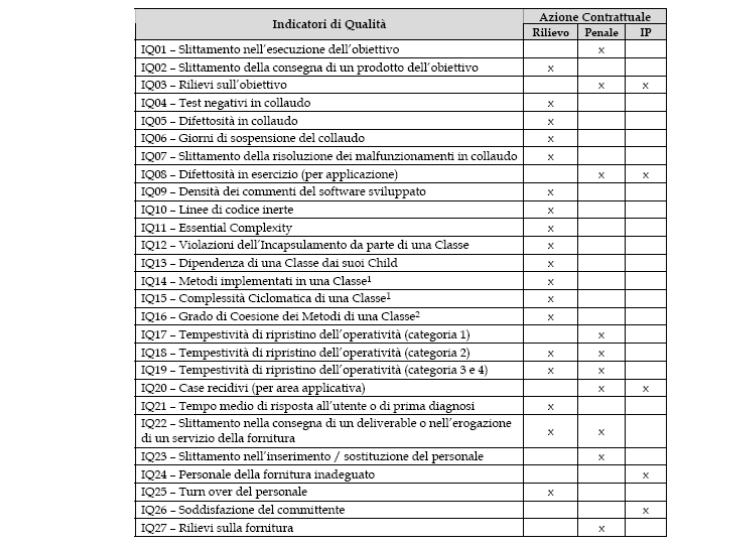 Indicatori di Qualità Azione Contrattuale
Rilievo Penale IP
IQ01 – Slittamento nell'esecuzione dell'obiettivo x
IQ02 – Slittamento della consegna di un prodotto dell'obiettivo x
IQ03 – Rilievi sull'obiettivo x x
IQ04 – Test negativi in collaudo x
IQ05 – Difettosità in collaudo x
IQ06 – Giorni di sospensione del collaudo x
IQ07 – Slittamento della risoluzione dei malfunzionamenti in collaudo x
IQ08 – Difettosità in esercizio (per applicazione) x x
IQ09 – Densità dei commenti del software sviluppato x
IQ10 – Linee di codice inerte x
IQ11 – Essential Complexity x
IQ12 – Violazioni dell'Incapsulamento da parte di una Classe x
IQ13 – Dipendenza di una Classe dai suoi Child x
IQ14 – Metodi implementati in una Classe¹ x
IQ15 – Complessità Ciclomatica di una Classe¹ x
IQ16 – Grado di Coesione dei Metodi di una Classe² x
IQ17 – Tempestività di ripristino dell'operatività (categoria 1) x
IQ18 – Tempestività di ripristino dell'operatività (categoria 2) x x
IQ19 – Tempestività di ripristino dell'operatività (categoria 3 e 4) x x
IQ20 – Case recidivi (per area applicativa) x x
IQ21 – Tempo medio di risposta all'utente o di prima diagnosi x
IQ22 – Slittamento nella consegna di un deliverable o nell'erogazione
di un servizio della fornitura x x
IQ23 – Slittamento nell'inserimento / sostituzione del personale x
IQ24 – Personale della fornitura inadeguato x
IQ25 – Turn over del personale x
IQ26 – Soddisfazione del committente x
IQ27 – Rilievi sulla fornitura x